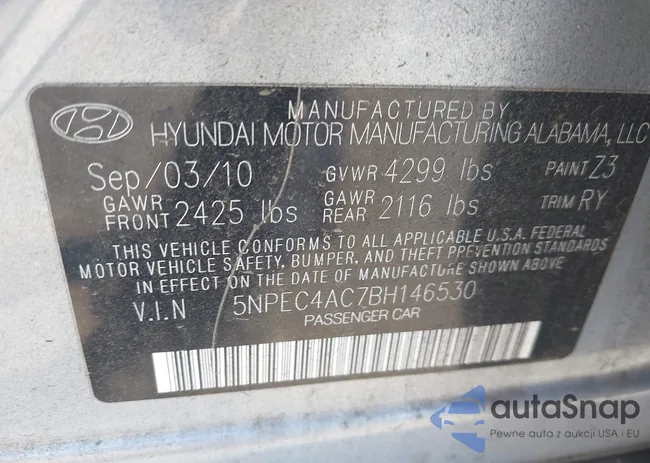 MANUFACTURED BY
HYUNDAI MOTOR MANUFACTURING ALABAMA, LLC
Sep/03/10 GVWR 4299 lbs PAINT Z3
GAWR FRONT 2425 lbs GAWR REAR 2116 lbs TRIM RY
THIS VEHICLE CONFORMS TO ALL APPLICABLE U.S.A. FEDERAL
MOTOR VEHICLE SAFETY, BUMPER, AND THEFT PREVENTION STANDARDS
IN EFFECT ON THE DATE OF MANUFACTURE SHOWN ABOVE
V.I.N 5NPEC4AC7BH146530
PASSENGER CAR
autaSnap
Pewne auta z aukcji USA i EU